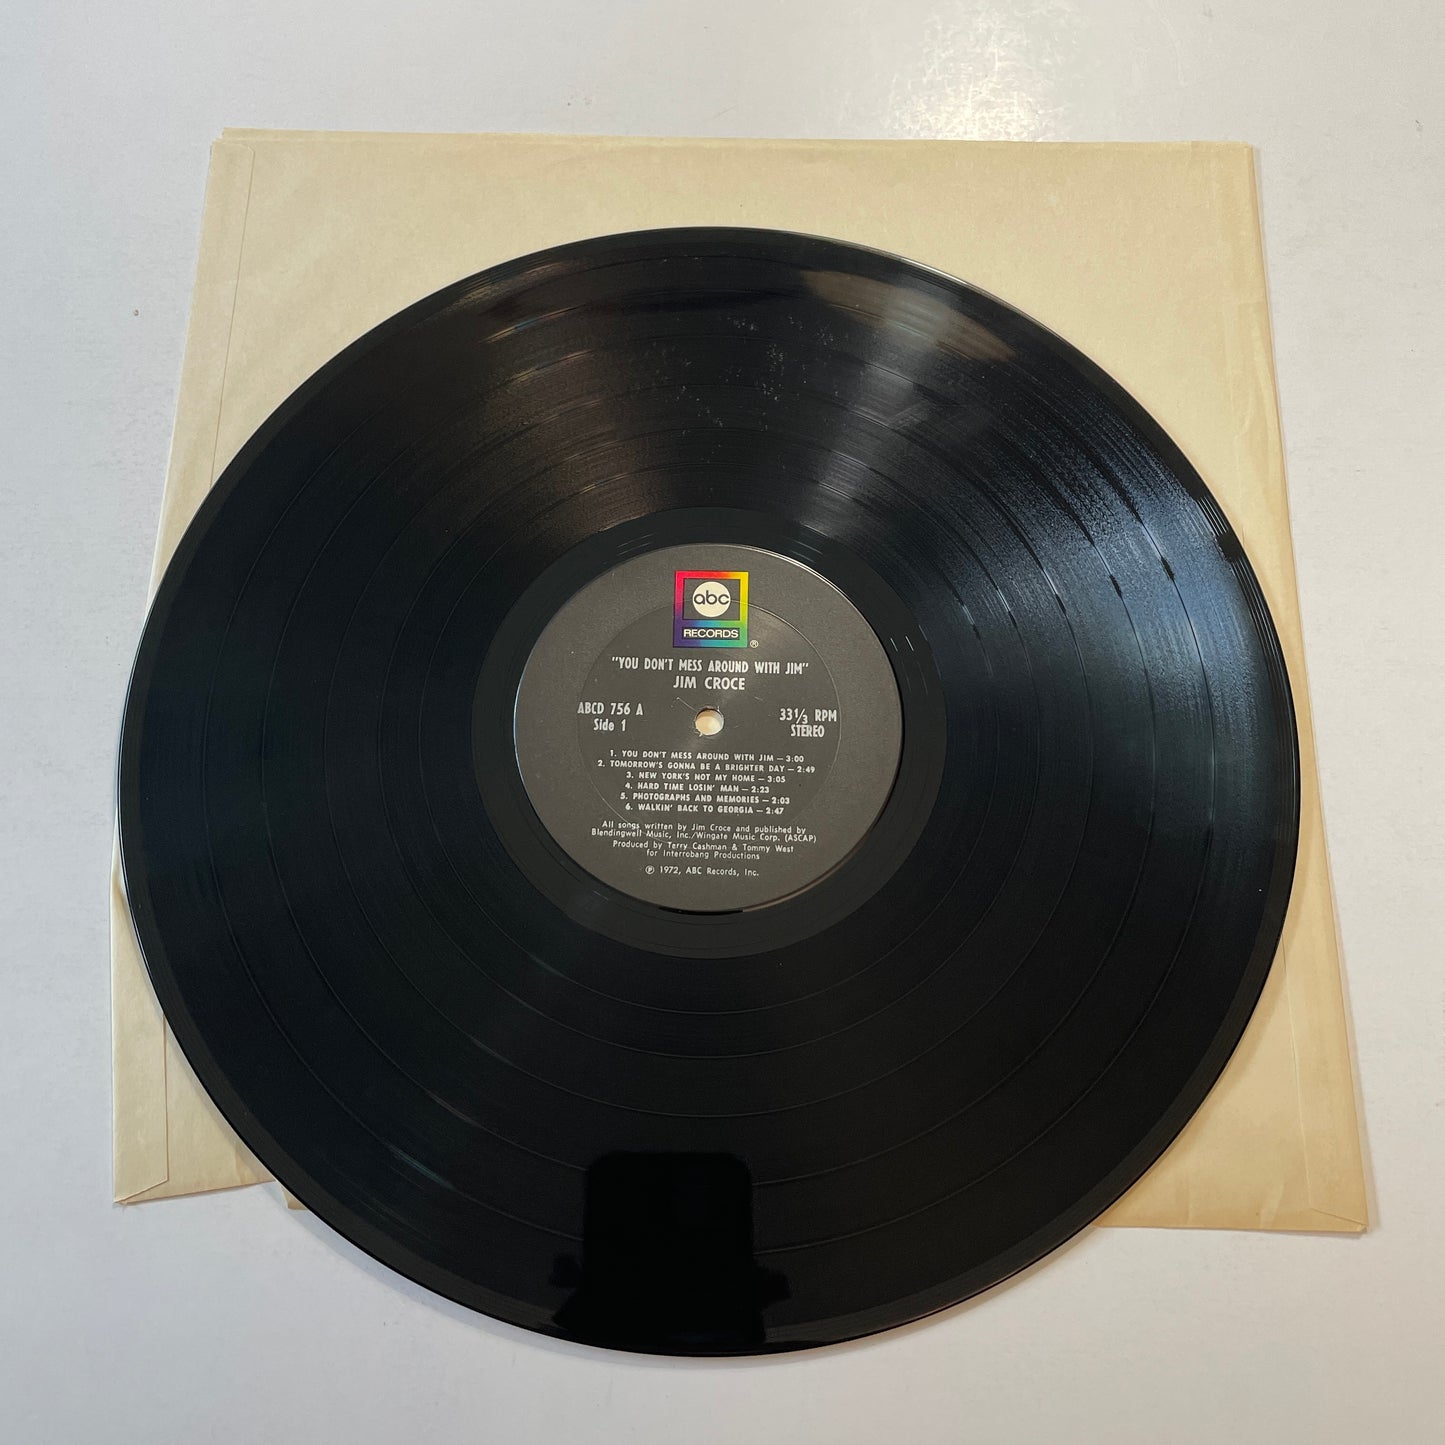 abc
RECORDS
®
"YOU DON'T MESS AROUND WITH JIM"
JIM CROCE
ABCD 756 A
Side 1
33⅓ RPM
STEREO
1. YOU DON'T MESS AROUND WITH JIM — 3:00
2. TOMORROW'S GONNA BE A BRIGHTER DAY — 2:49
3. NEW YORK'S NOT MY HOME — 3:05
4. HARD TIME LOSIN' MAN — 2:23
5. PHOTOGRAPHS AND MEMORIES — 2:03
6. WALKIN' BACK TO GEORGIA — 2:47
All songs written by Jim Croce and published by
Blendingwell Music, Inc./Wingate Music Corp. (ASCAP)
Produced by Terry Cashman & Tommy West
for Interrobang Productions
℗ 1972, ABC Records, Inc.